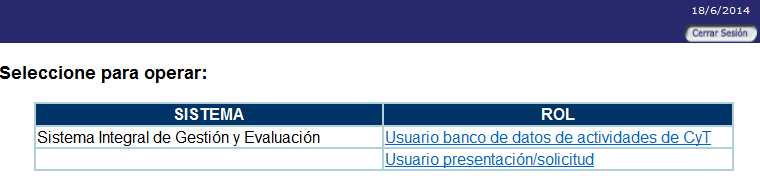 18/6/2014
Cerrar Sesión
Seleccione para operar:
SISTEMA ROL
Sistema Integral de Gestión y Evaluación Usuario banco de datos de actividades de CyT
Usuario presentación/solicitud